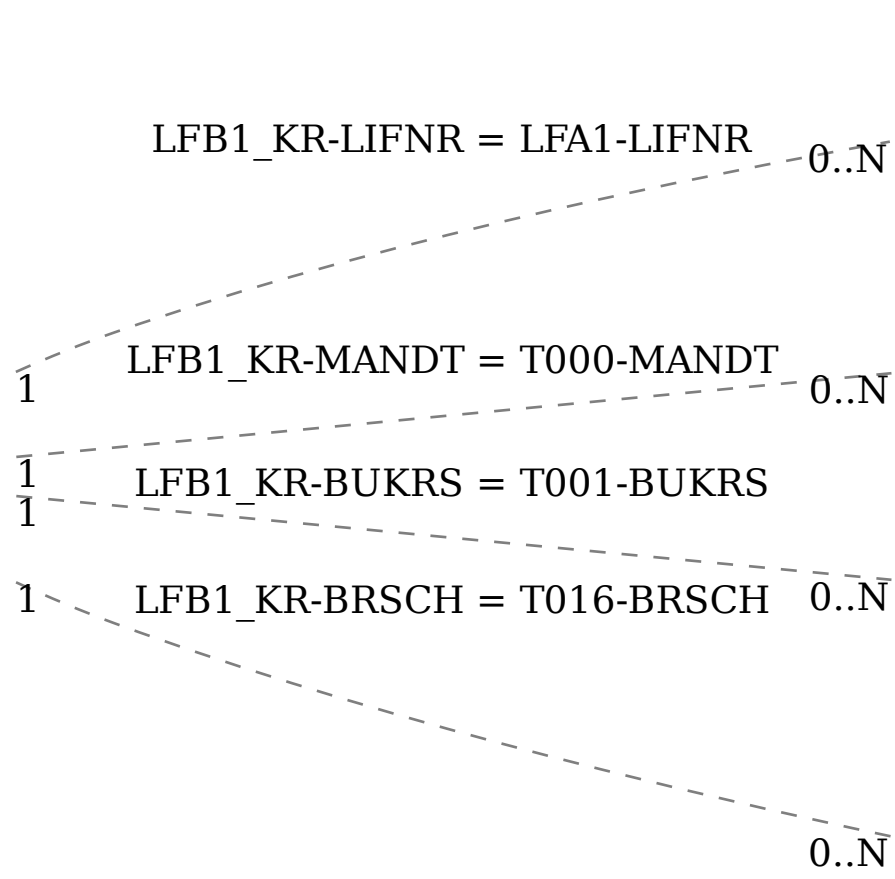 LFB1_KR-LIFNR = LFA1-LIFNR
0..N
LFB1_KR-MANDT = T000-MANDT
1
0..N
1
LFB1_KR-BUKRS = T001-BUKRS
1
1
LFB1_KR-BRSCH = T016-BRSCH
0..N
0..N